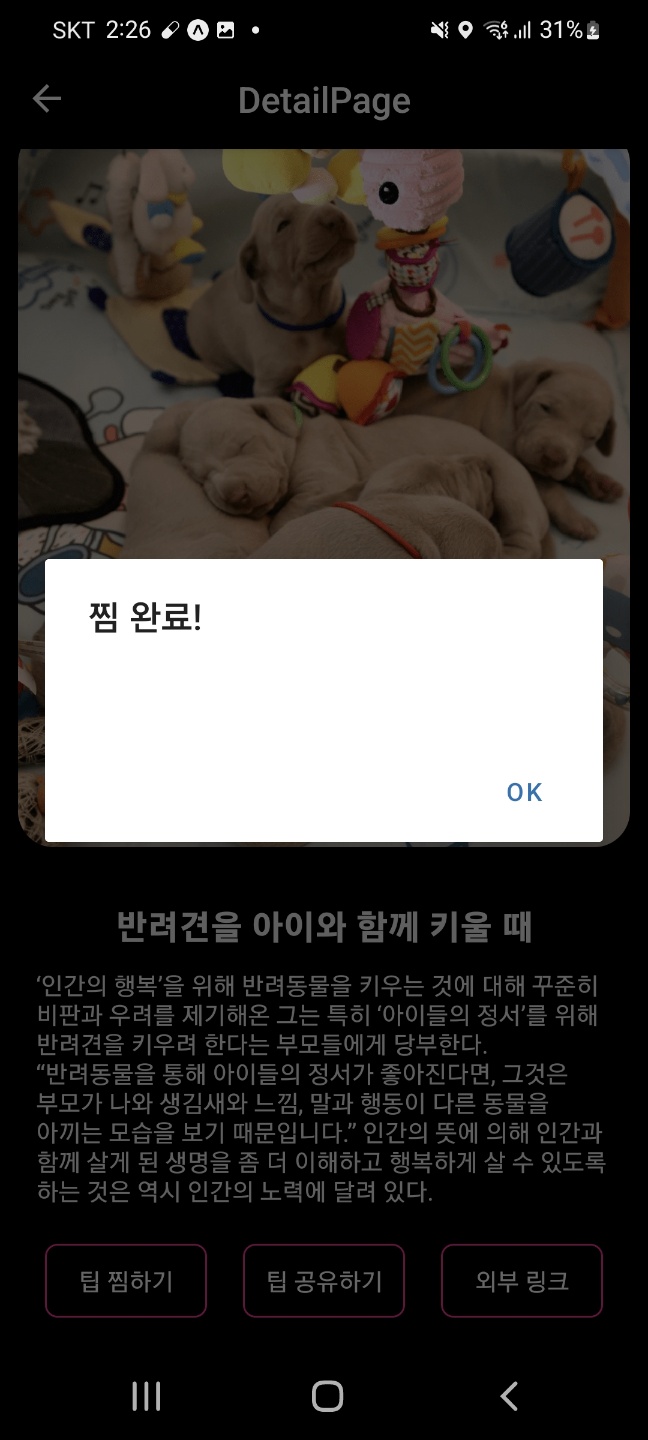 SKT 2:26 31%
DetailPage
찜 완료!
OK
반려견을 아이와 함께 키울 때
‘인간의 행복’을 위해 반려동물을 키우는 것에 대해 꾸준히
비판과 우려를 제기해온 그는 특히 ‘아이들의 정서’를 위해
반려견을 키우려 한다는 부모들에게 당부한다.
“반려동물을 통해 아이들의 정서가 좋아진다면, 그것은
부모가 나와 생김새와 느낌, 말과 행동이 다른 동물을
아끼는 모습을 보기 때문입니다.” 인간의 뜻에 의해 인간과
함께 살게 된 생명을 좀 더 이해하고 행복하게 살 수 있도록
하는 것은 역시 인간의 노력에 달려 있다.
팁 찜하기 팁 공유하기 외부 링크